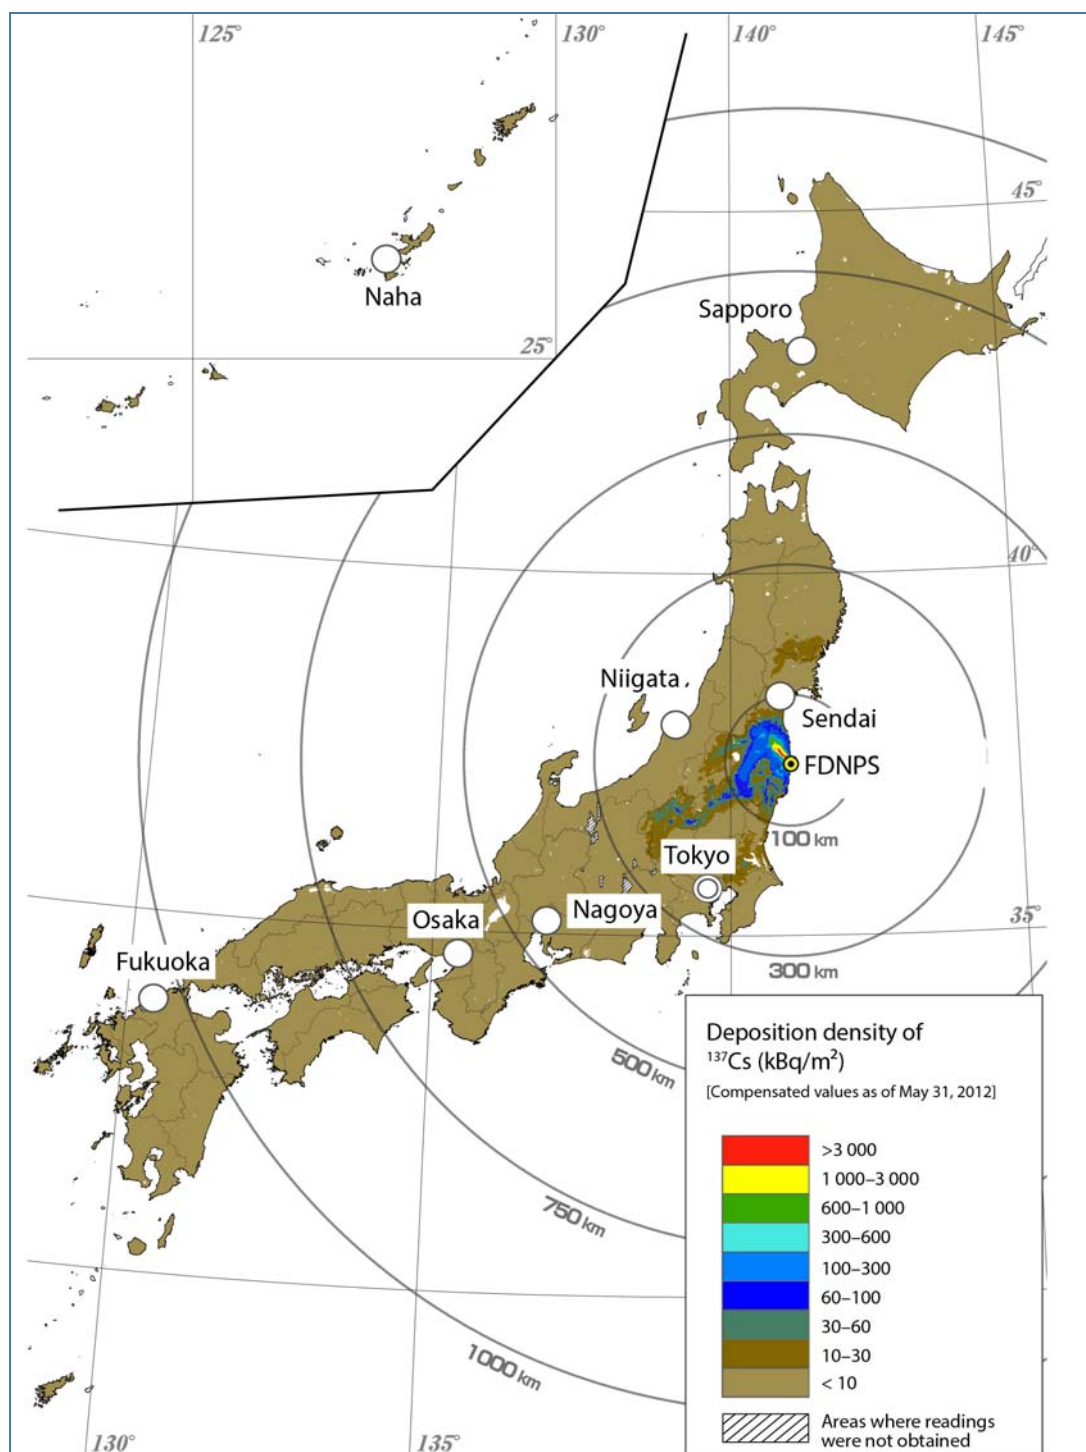 125°
130°
140°
145°
45°
Sapporo
Naha
25°
40°
Niigata
Sendai
FDNPS
100 km
Tokyo
Nagoya
Osaka
35°
Fukuoka
300 km
500 km
750 km
1000 km
130°
135°
Deposition density of
¹³⁷Cs (kBq/m²)
[Compensated values as of May 31, 2012]
>3 000
1 000–3 000
600–1 000
300–600
100–300
60–100
30–60
10–30
< 10
Areas where readings
were not obtained